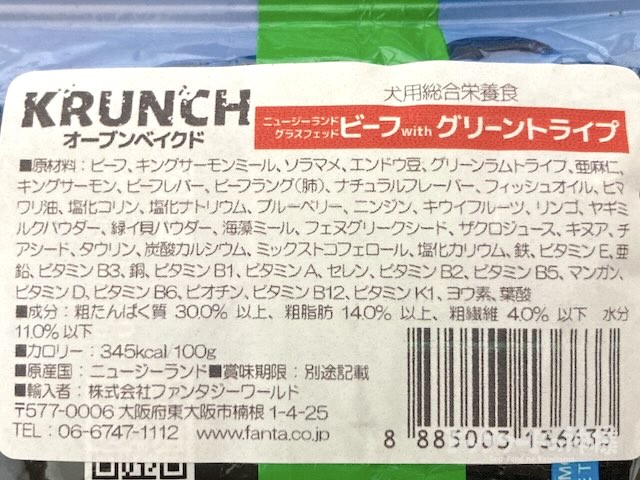 KRUNCH
オーブンベイクド
犬用総合栄養食
ニュージーランド
グラスフェッド ビーフwithグリーントライプ
■原材料：ビーフ、キングサーモンミール、ソラマメ、エンドウ豆、グリーンラムトライフ、亜麻仁、
キングサーモン、ビーフレバー、ビーフラング（肺）、ナチュラルフレーバー、フィッシュオイル、ヒマ
ワリ油、塩化コリン、塩化ナトリウム、ブルーベリー、ニンジン、キウイフルーツ、リンゴ、ヤギミ
ルクパウダー、緑イ貝パウダー、海藻ミール、フェヌグリークシード、ザクロジュース、キヌア、チ
アシード、タウリン、炭酸カルシウム、ミックストコフェロール、塩化カリウム、鉄、ビタミンE、亜
鉛、ビタミンB3、銅、ビタミンB1、ビタミンA、セレン、ビタミンB2、ビタミンB5、マンガン、
ビタミンD、ビタミンB6、ビオチン、ビタミンB12、ビタミンK1、ヨウ素、葉酸
■成分：粗たんぱく質 30.0% 以上、粗脂肪 14.0% 以上、粗繊維 4.0% 以下 水分
11.0%以下
■カロリー：345kcal/100g
■原産国：ニュージーランド■賞味期限：別途記載
■輸入者：株式会社ファンタジーワールド
〒577-0006 大阪府東大阪市楠根1-4-25
TEL：06-6747-1112 www.fanta.co.jp
8 885003 136633